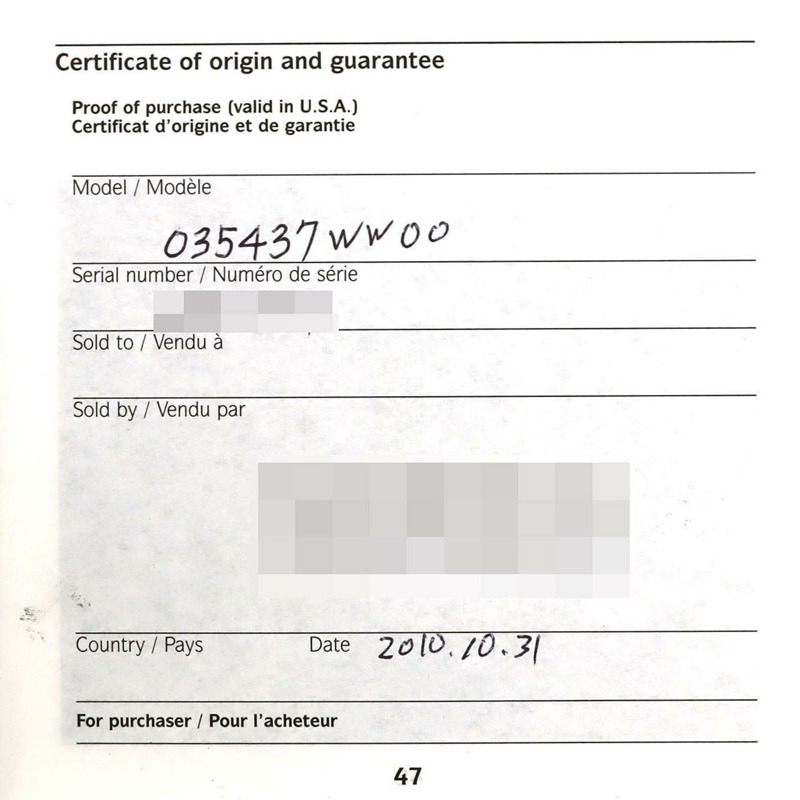 Certificate of origin and guarantee
Proof of purchase (valid in U.S.A.)
Certificat d'origine et de garantie
Model / Modèle
035437WW00
Serial number / Numéro de série
Sold to / Vendu à
Sold by / Vendu par
Country / Pays Date 2010.10.31
For purchaser / Pour l'acheteur
47